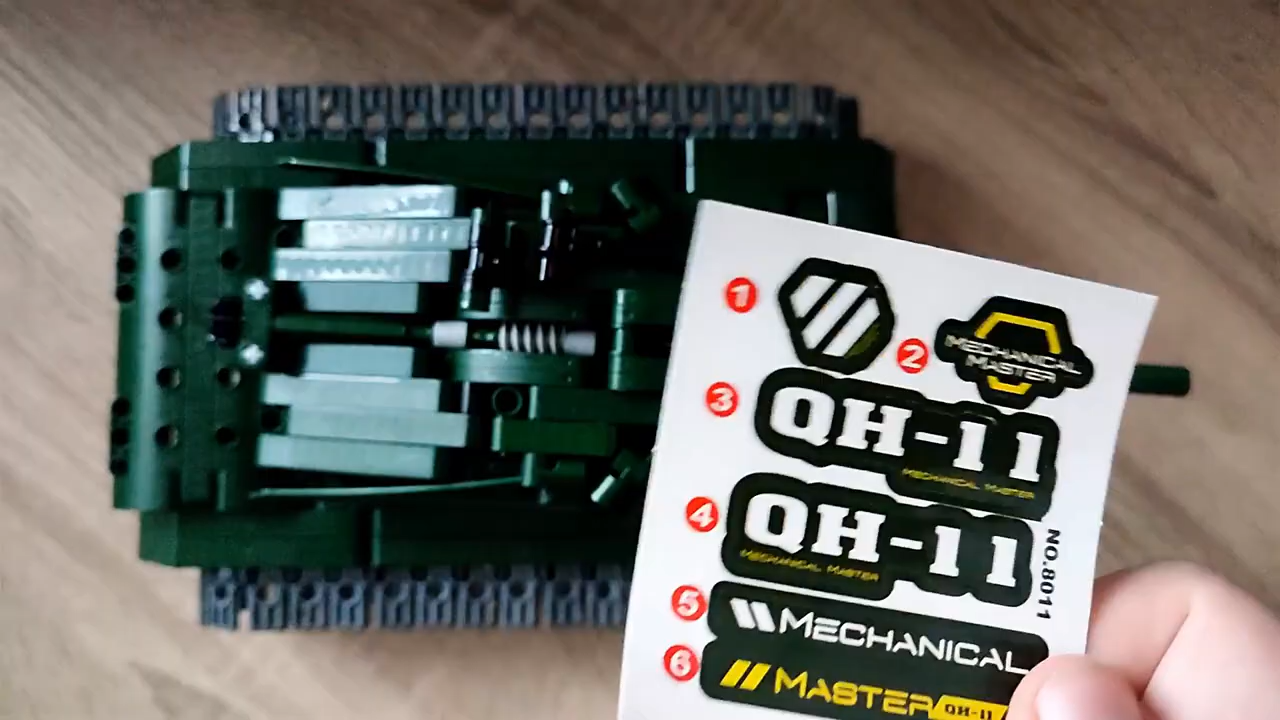 1
2
MECHANICAL
MASTER
3
QH-11
MECHANICAL MASTER
4
QH-11
MECHANICAL MASTER
NO.8011
5
MECHANICAL
6
MASTER
QH-11